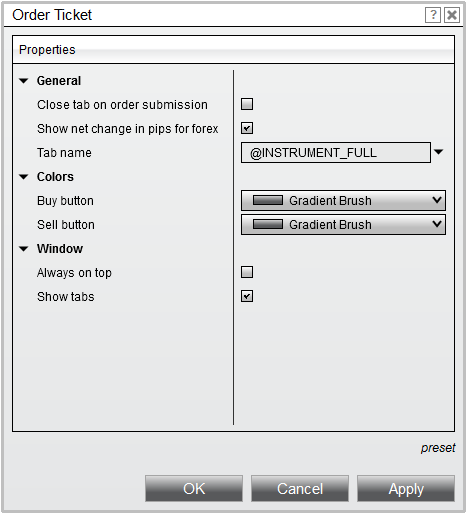 Order Ticket ? ×
Properties
General
Close tab on order submission
Show net change in pips for forex
Tab name @INSTRUMENT_FULL
Colors
Buy button Gradient Brush
Sell button Gradient Brush
Window
Always on top
Show tabs
preset
OK Cancel Apply